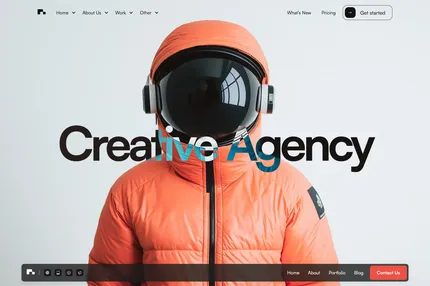 Home About Us Work Other What's New Pricing Get started
Creative Agency
Home About Portfolio Blog Contact Us